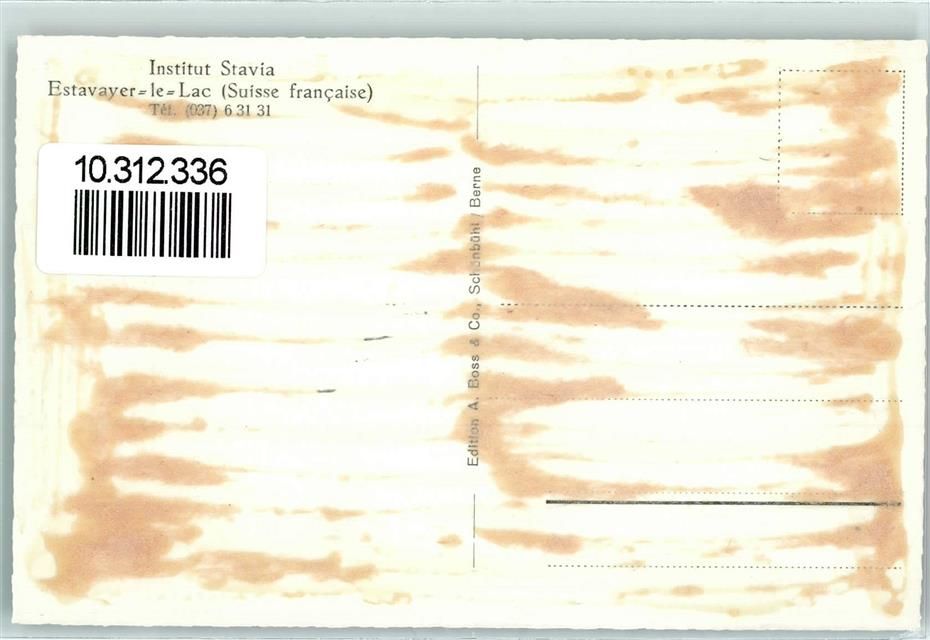 Institut Stavia
Estavayer=le=Lac (Suisse française)
Tél. (037) 6 31 31
10.312.336
Edition A. Boss & Co., Schönbühl / Berne